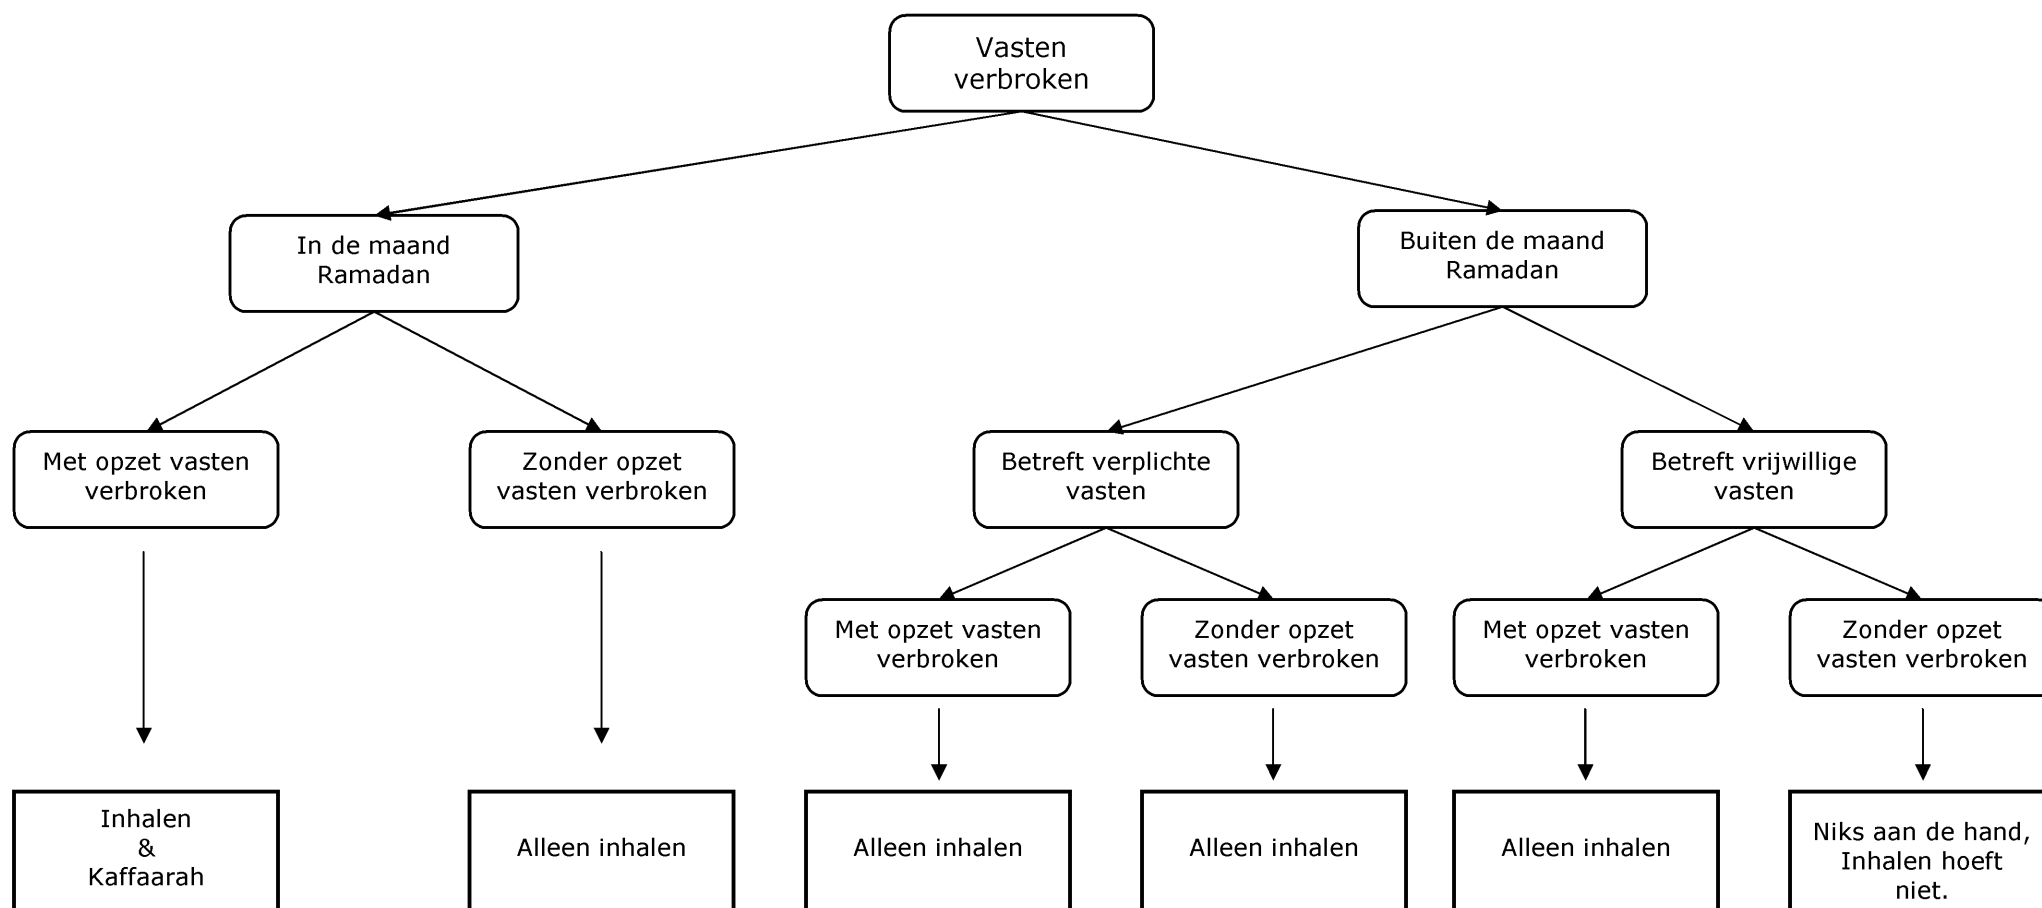 Vasten
verbroken
In de maand
Ramadan
Buiten de maand
Ramadan
Met opzet vasten
verbroken
Zonder opzet
vasten verbroken
Betreft verplichte
vasten
Betreft vrijwillige
vasten
Met opzet vasten
verbroken
Zonder opzet
vasten verbroken
Met opzet vasten
verbroken
Zonder opzet
vasten verbroken
Inhalen
&
Kaffaarah
Alleen inhalen
Alleen inhalen
Alleen inhalen
Alleen inhalen
Niks aan de hand,
Inhalen hoeft
niet.